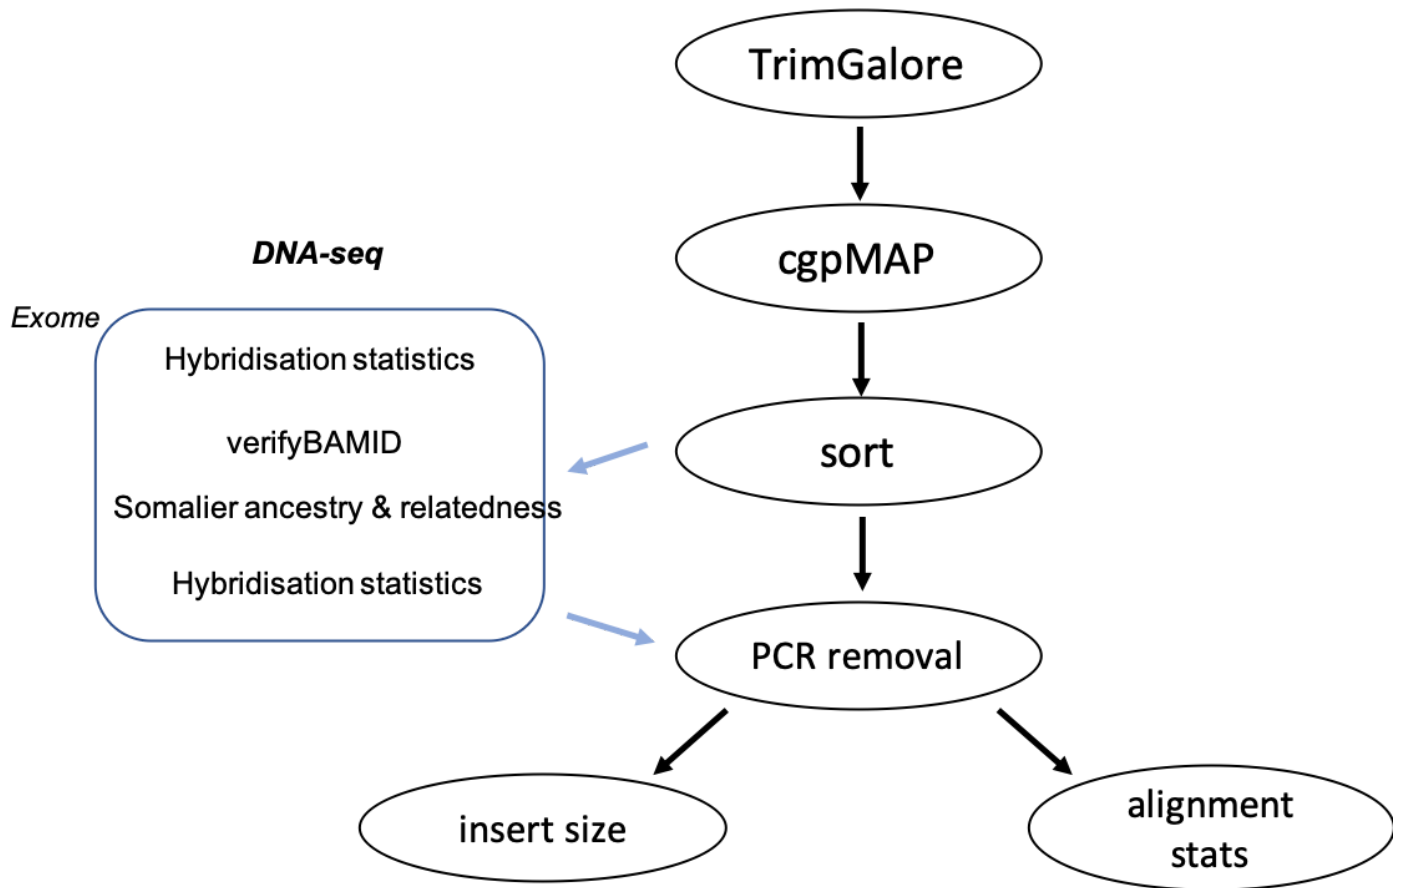 TrimGalore
cgpMAP
DNA-seq
Exome
Hybridisation statistics
verifyBAMID
Somalier ancestry & relatedness
Hybridisation statistics
sort
PCR removal
insert size
alignment
stats